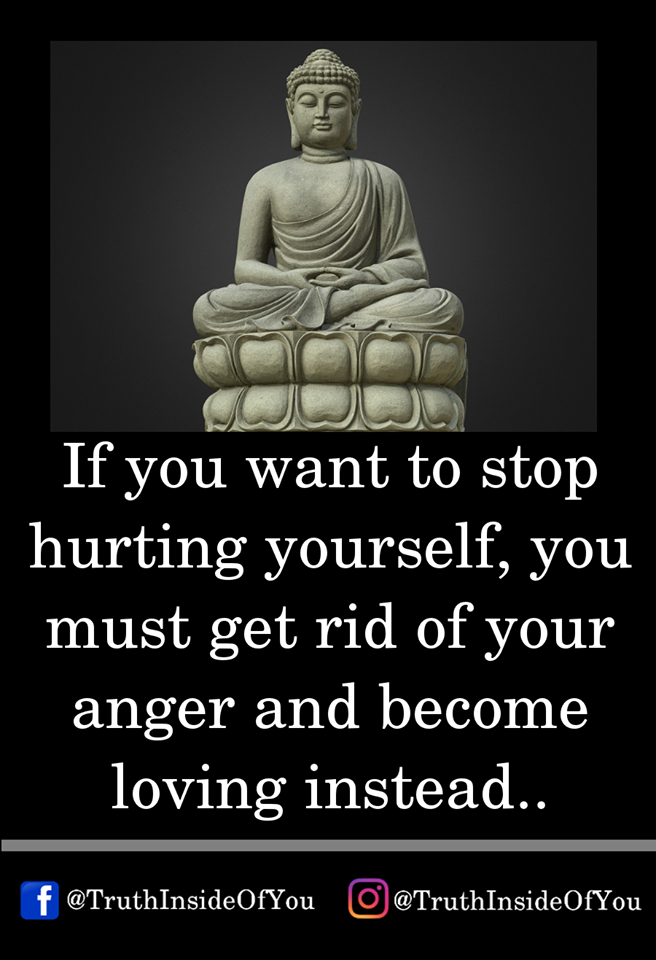 If you want to stop
hurting yourself, you
must get rid of your
anger and become
loving instead..
@TruthInsideOfYou @TruthInsideOfYou